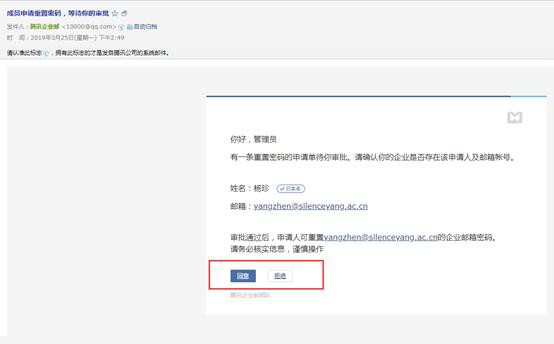 成员申请重置密码，等待你的审批
发件人：腾讯企业邮 <10000@qq.com> 自助归档
时 间：2019年3月25日(星期一) 下午2:49
请认准此标志，拥有此标志的才是发自腾讯公司的系统邮件。
你好，管理员
有一条重置密码的申请单待你审批。请确认你的企业是否存在该申请人及邮箱帐号。
姓名：杨珍 已实名
邮箱：yangzhen@silenceyang.ac.cn
审批通过后，申请人可重置yangzhen@silenceyang.ac.cn的企业邮箱密码。
请务必核实信息，谨慎操作
同意 拒绝
腾讯企业邮团队